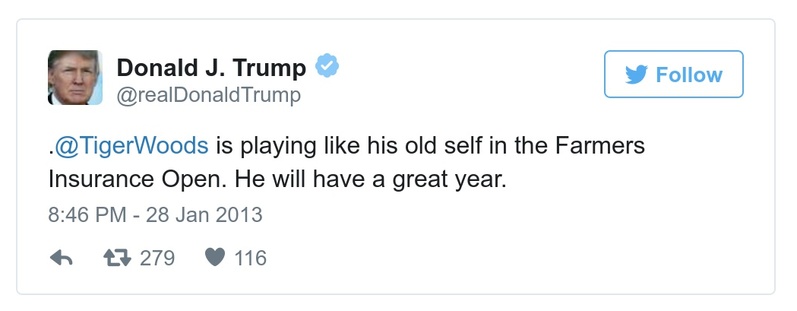 Donald J. Trump
Follow
@realDonaldTrump
.@TigerWoods is playing like his old self in the Farmers
Insurance Open. He will have a great year.
8:46 PM - 28 Jan 2013
279 116